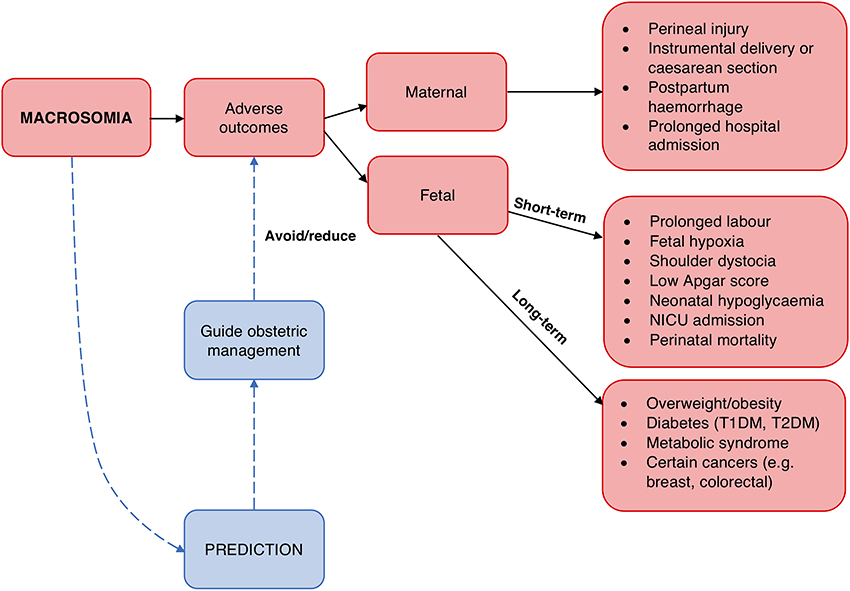 MACROSOMIA
Adverse
outcomes
Maternal
• Perineal injury
• Instrumental delivery or
caesarean section
• Postpartum
haemorrhage
• Prolonged hospital
admission
Fetal
Short-term
• Prolonged labour
• Fetal hypoxia
• Shoulder dystocia
• Low Apgar score
• Neonatal hypoglycaemia
• NICU admission
• Perinatal mortality
Long-term
• Overweight/obesity
• Diabetes (T1DM, T2DM)
• Metabolic syndrome
• Certain cancers (e.g.
breast, colorectal)
Avoid/reduce
Guide obstetric
management
PREDICTION